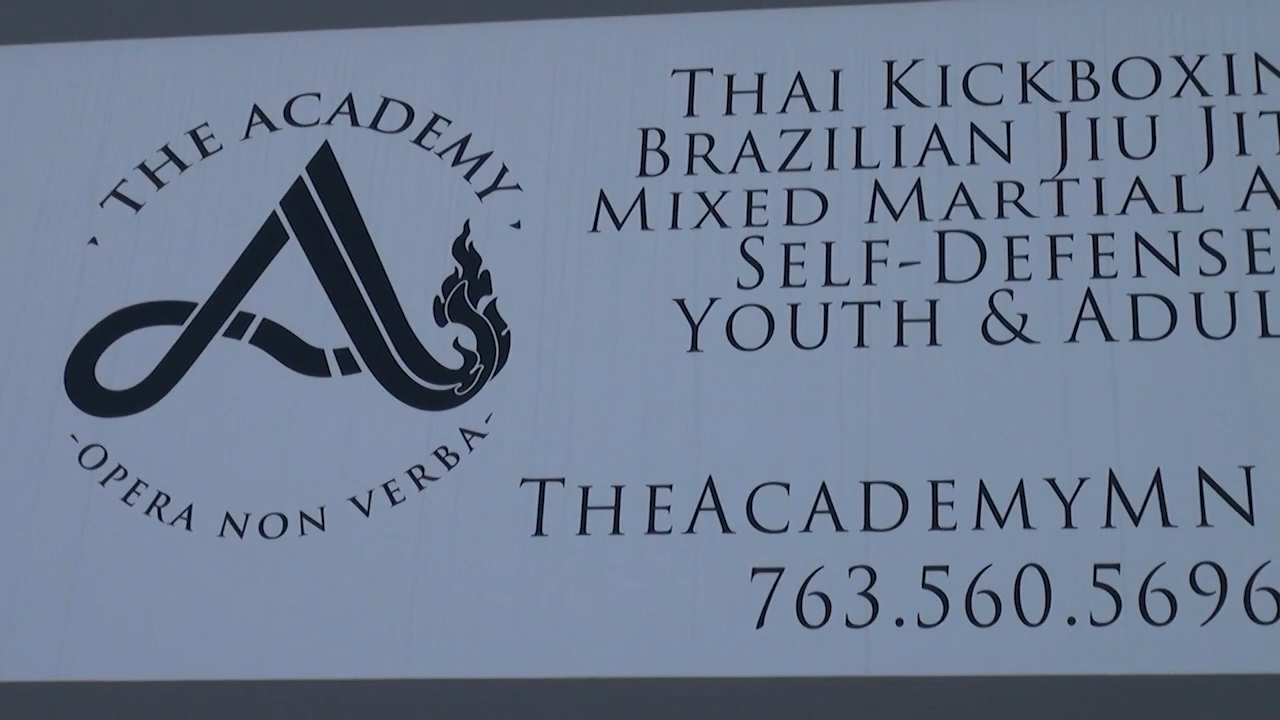 THE ACADEMY
-OPERA NON VERBA-
THAI KICKBOXIN
BRAZILIAN JIU JIT
MIXED MARTIAL A
SELF-DEFENSE
YOUTH & ADUL
THEACADEMYMN
763.560.5696